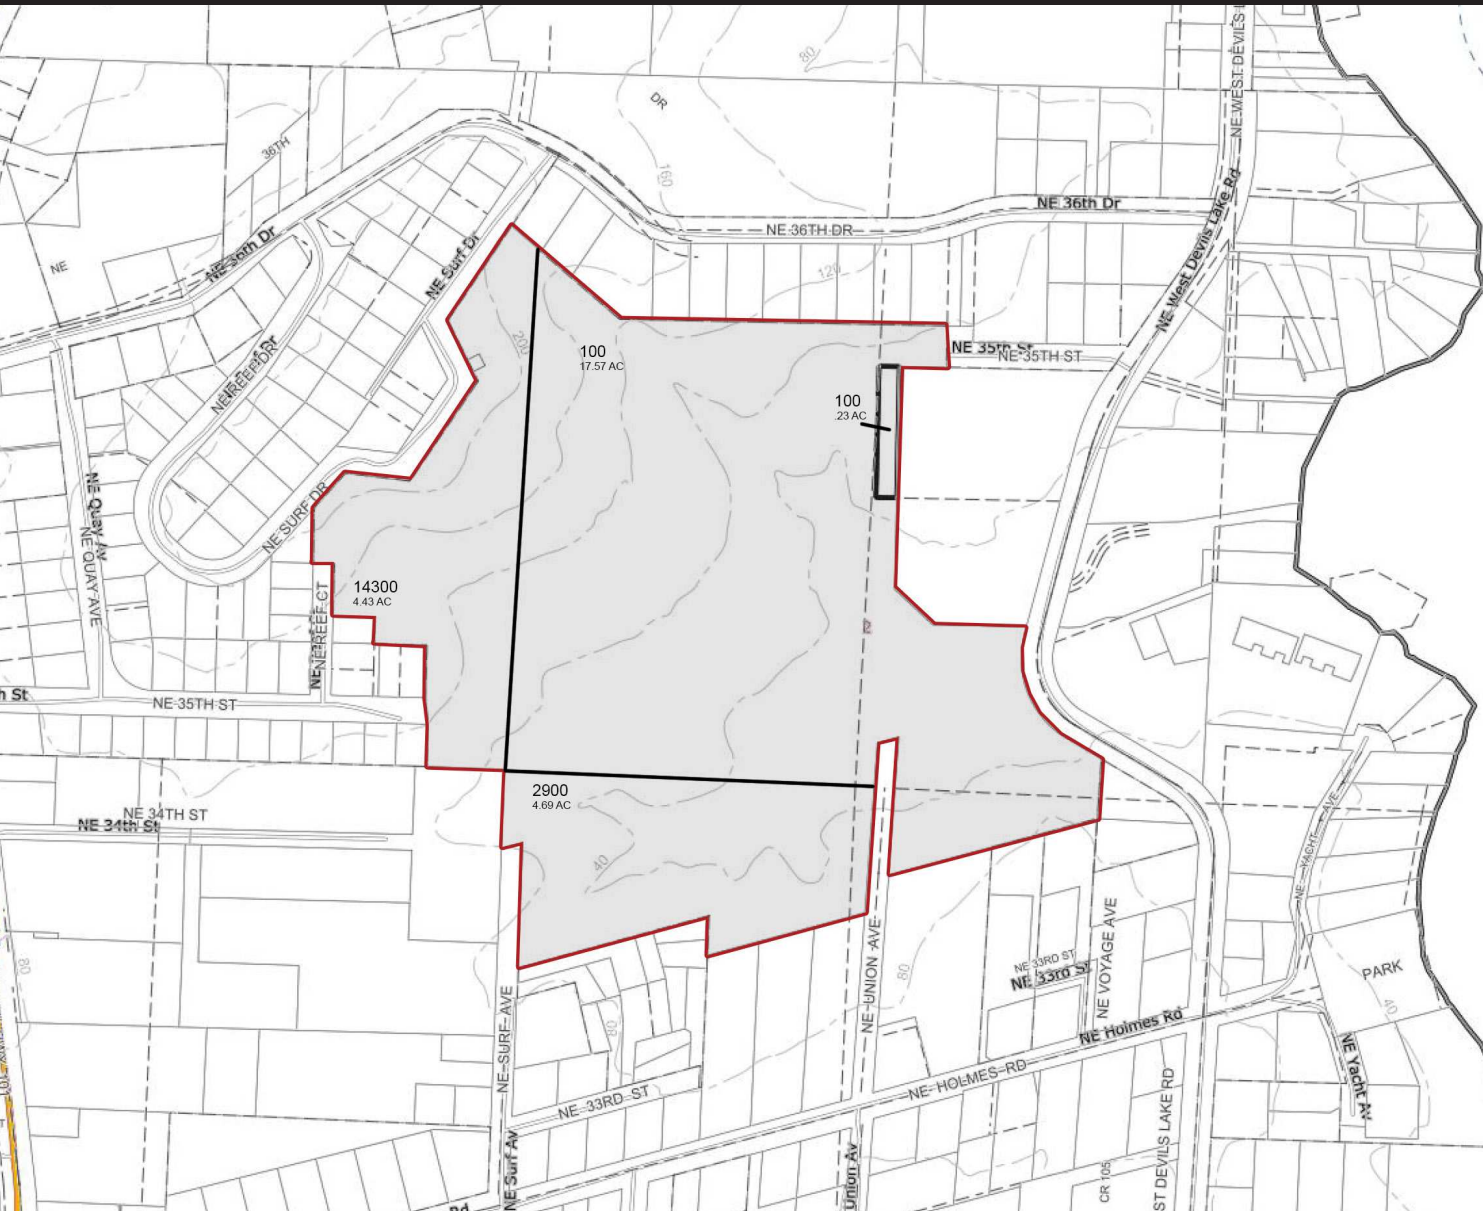 NE WEST DEVILS
80
DR
36TH
160
NE West Devils Lake Rd
NE 36th Dr
NE 36TH DR
NE
NE 36th Dr
NE Surf Dr
120
200
100
17.57 AC
NE 35th St
NE 35TH ST
NE REEF DR
100
.23 AC
NE Quay Av
NE QUAY AVE
NE SURF DR
14300
4.43 AC
NE REEF CT
h St
NE 35TH ST
2900
4.69 AC
NE 34TH ST
NE 34th St
NE YACHT AVE
40
80
NE UNION AVE
80
NE 33RD ST
NE 33rd St
NE VOYAGE AVE
PARK
40
NE SURF AVE
80
NE Holmes Rd
NE HOLMES RD
NE Yacht Av
NE 33RD ST
NE Surf Av
Union Av
CR 105
ST DEVILS LAKE RD
Rd